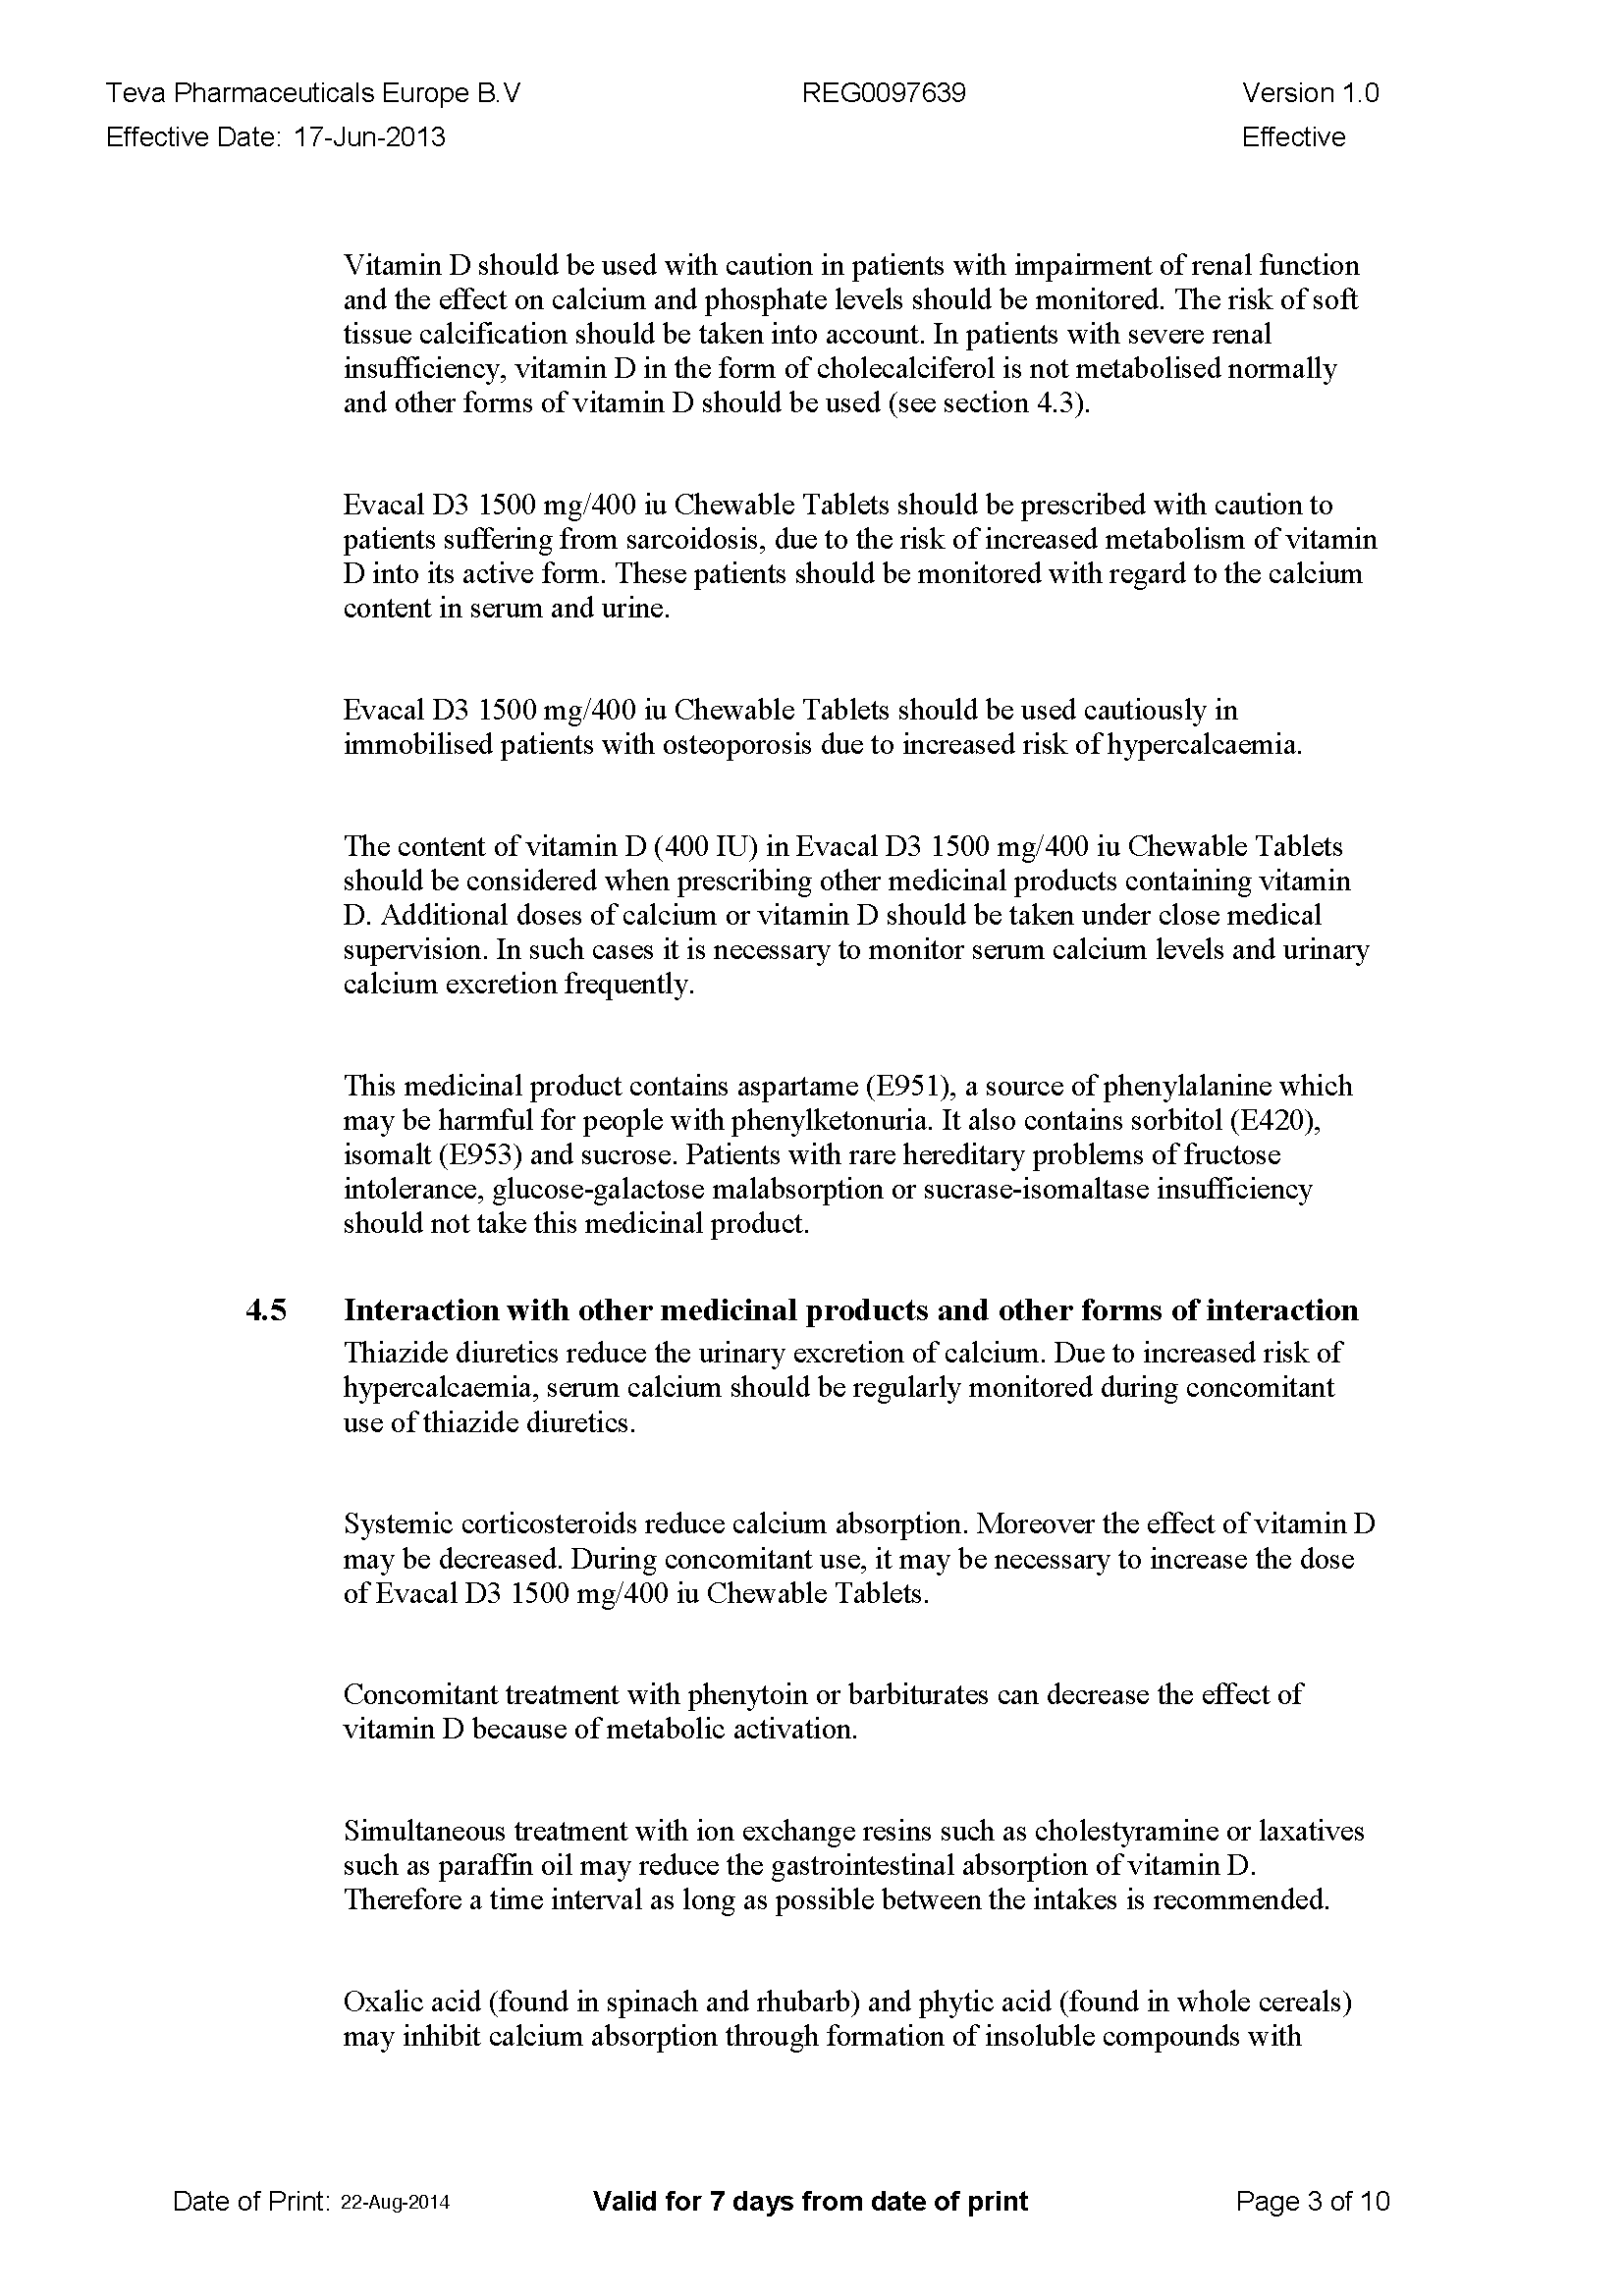 Teva Pharmaceuticals Europe B.V REG0097639 Version 1.0
Effective Date: 17-Jun-2013 Effective
Vitamin D should be used with caution in patients with impairment of renal function
and the effect on calcium and phosphate levels should be monitored. The risk of soft
tissue calcification should be taken into account. In patients with severe renal
insufficiency, vitamin D in the form of cholecalciferol is not metabolised normally
and other forms of vitamin D should be used (see section 4.3).
Evacal D3 1500 mg/400 iu Chewable Tablets should be prescribed with caution to
patients suffering from sarcoidosis, due to the risk of increased metabolism of vitamin
D into its active form. These patients should be monitored with regard to the calcium
content in serum and urine.
Evacal D3 1500 mg/400 iu Chewable Tablets should be used cautiously in
immobilised patients with osteoporosis due to increased risk of hypercalcaemia.
The content of vitamin D (400 IU) in Evacal D3 1500 mg/400 iu Chewable Tablets
should be considered when prescribing other medicinal products containing vitamin
D. Additional doses of calcium or vitamin D should be taken under close medical
supervision. In such cases it is necessary to monitor serum calcium levels and urinary
calcium excretion frequently.
This medicinal product contains aspartame (E951), a source of phenylalanine which
may be harmful for people with phenylketonuria. It also contains sorbitol (E420),
isomalt (E953) and sucrose. Patients with rare hereditary problems of fructose
intolerance, glucose-galactose malabsorption or sucrase-isomaltase insufficiency
should not take this medicinal product.
4.5 Interaction with other medicinal products and other forms of interaction
Thiazide diuretics reduce the urinary excretion of calcium. Due to increased risk of
hypercalcaemia, serum calcium should be regularly monitored during concomitant
use of thiazide diuretics.
Systemic corticosteroids reduce calcium absorption. Moreover the effect of vitamin D
may be decreased. During concomitant use, it may be necessary to increase the dose
of Evacal D3 1500 mg/400 iu Chewable Tablets.
Concomitant treatment with phenytoin or barbiturates can decrease the effect of
vitamin D because of metabolic activation.
Simultaneous treatment with ion exchange resins such as cholestyramine or laxatives
such as paraffin oil may reduce the gastrointestinal absorption of vitamin D.
Therefore a time interval as long as possible between the intakes is recommended.
Oxalic acid (found in spinach and rhubarb) and phytic acid (found in whole cereals)
may inhibit calcium absorption through formation of insoluble compounds with
Date of Print: 22-Aug-2014 Valid for 7 days from date of print Page 3 of 10